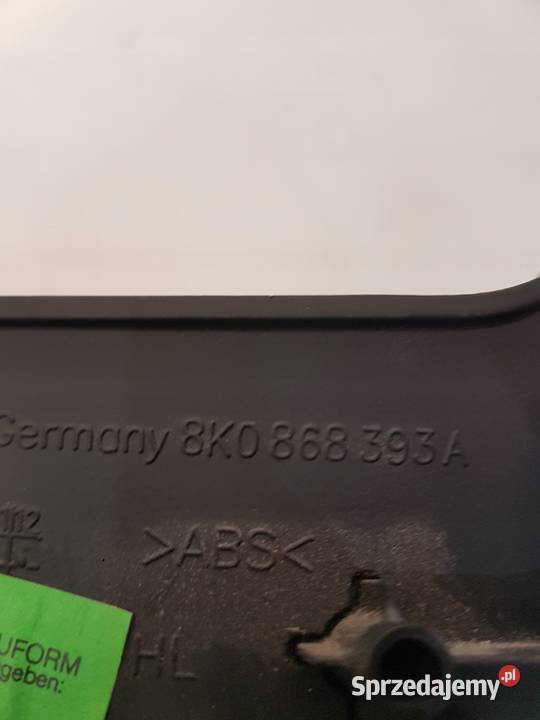 Germany 8K0 868 393 A
>ABS<
HL
UFORM
geben:
Sprzedajemy.pl